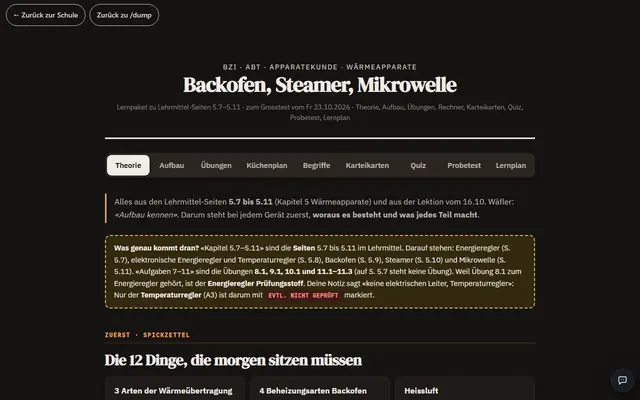 ← Zurück zur Schule
Zurück zu /dump
BZI · ABT · APPARATEKUNDE · WÄRMEAPPARATE
Backofen, Steamer, Mikrowelle
Lernpaket zu Lehrmittel-Seiten 5.7–5.11 · zum Grosstest vom Fr 23.10.2026 · Theorie, Aufbau, Übungen, Rechner, Karteikarten, Quiz,
Probetest, Lernplan
Theorie Aufbau Übungen Küchenplan Begriffe Karteikarten Quiz Probetest Lernplan
Alles aus den Lehrmittel-Seiten 5.7 bis 5.11 (Kapitel 5 Wärmeapparate) und aus der Lektion vom 16.10. Wäfler:
«Aufbau kennen». Darum steht bei jedem Gerät zuerst, woraus es besteht und was jedes Teil macht.
Was genau kommt dran? «Kapitel 5.7–5.11» sind die Seiten 5.7 bis 5.11 im Lehrmittel. Darauf stehen: Energieregler (S.
5.7), elektronische Energieregler und Temperaturregler (S. 5.8), Backofen (S. 5.9), Steamer (S. 5.10) und Mikrowelle (S.
5.11). «Aufgaben 7–11» sind die Übungen 8.1, 9.1, 10.1 und 11.1–11.3 (auf S. 5.7 steht keine Übung). Weil Übung 8.1 zum
Energieregler gehört, ist der Energieregler Prüfungsstoff. Deine Notiz sagt «keine elektrischen Leiter, Temperaturregler»:
Nur der Temperaturregler (A3) ist darum mit EVTL. NICHT GEPRÜFT markiert.
ZUERST · SPICKZETTEL
Die 12 Dinge, die morgen sitzen müssen
3 Arten der Wärmeübertragung
4 Beheizungsarten Backofen
Heissluft